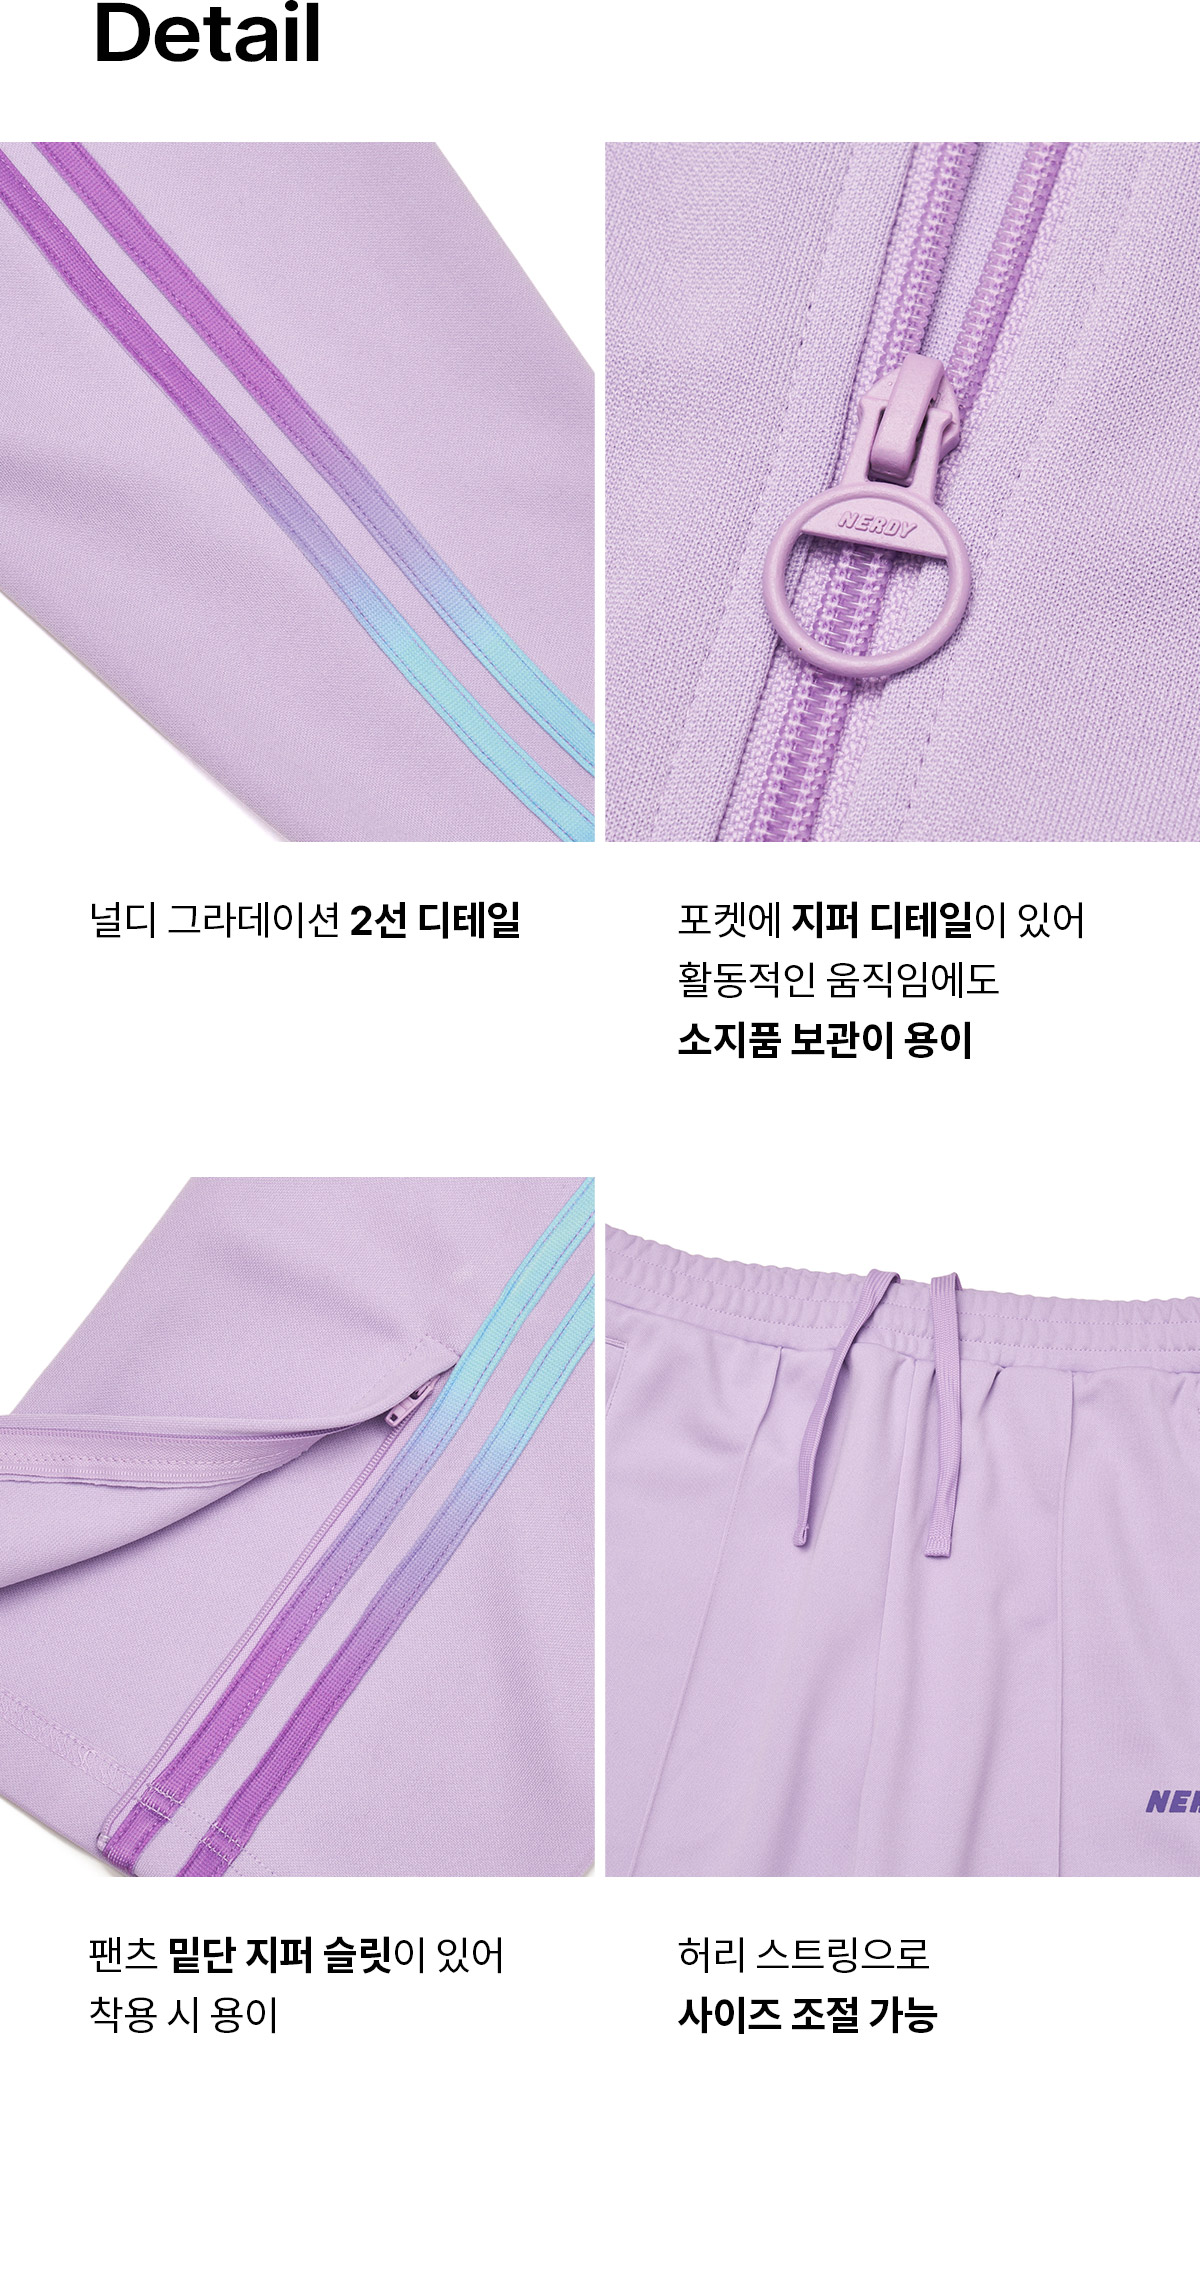 Detail
NERDY
널디 그라데이션 2선 디테일
포켓에 지퍼 디테일이 있어
활동적인 움직임에도
소지품 보관이 용이
팬츠 밑단 지퍼 슬릿이 있어
착용 시 용이
허리 스트링으로
사이즈 조절 가능